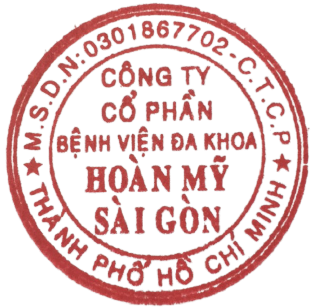 M.S.D.N:0301867702-C.T.C.P
CÔNG TY
CỔ PHẦN
BỆNH VIỆN ĐA KHOA
HOÀN MỸ
SÀI GÒN
★ THÀNH PHỐ HỒ CHÍ MINH ★